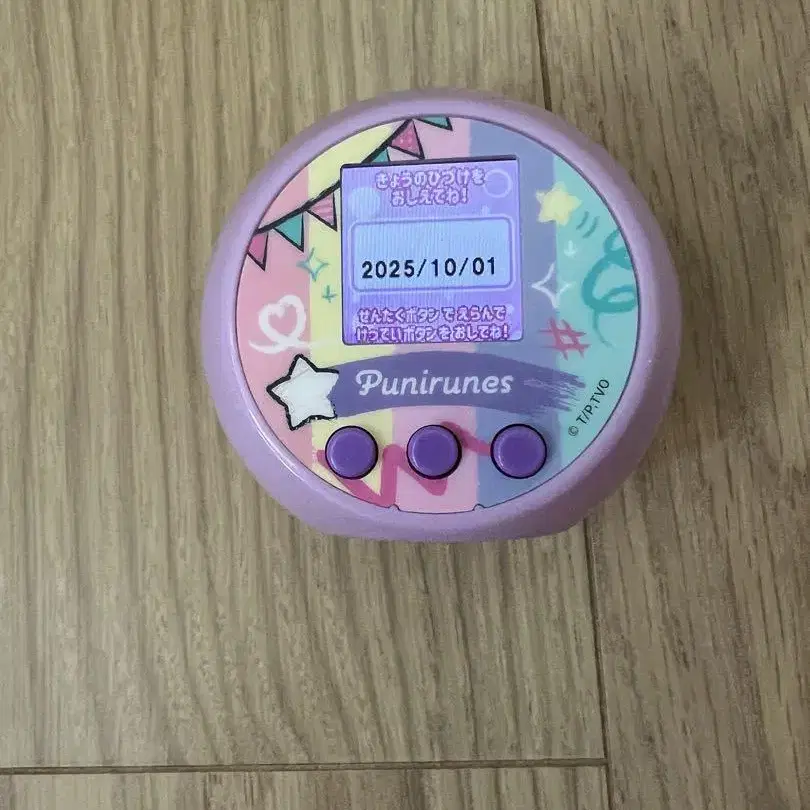 きょうのひづけを
おしえてね!
2025/10/01
せんたくボタンでえらんで
けっていボタンをおしてね!
Punirunes
© T/P,TVO